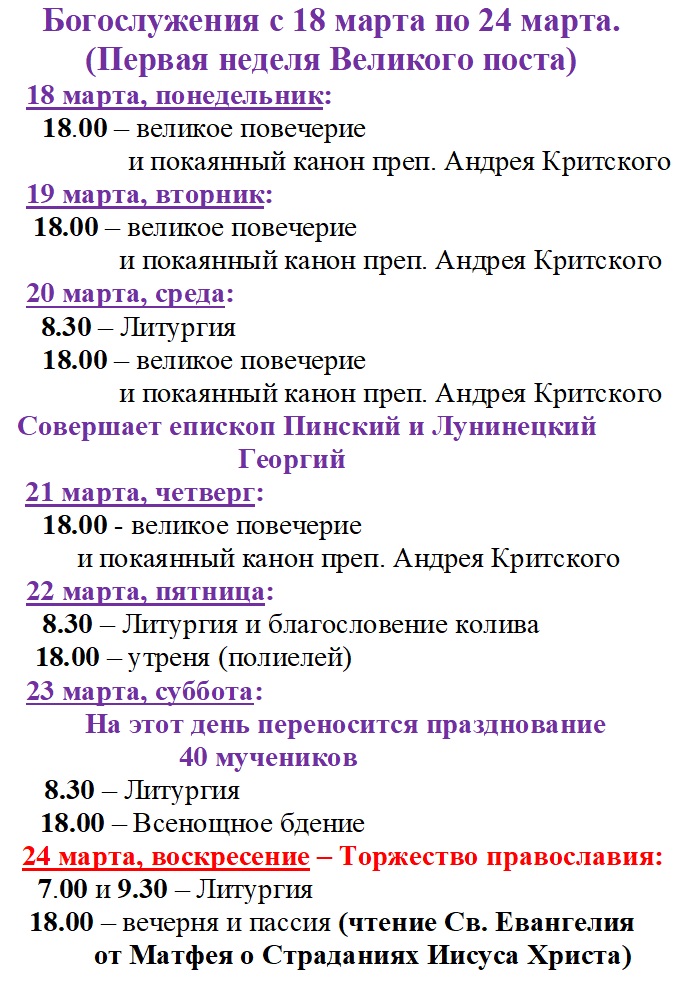 Богослужения с 18 марта по 24 марта.
(Первая неделя Великого поста)
18 марта, понедельник:
18.00 – великое повечерие
и покаянный канон преп. Андрея Критского
19 марта, вторник:
18.00 – великое повечерие
и покаянный канон преп. Андрея Критского
20 марта, среда:
8.30 – Литургия
18.00 – великое повечерие
и покаянный канон преп. Андрея Критского
Совершает епископ Пинский и Лунинецкий
Георгий
21 марта, четверг:
18.00 - великое повечерие
и покаянный канон преп. Андрея Критского
22 марта, пятница:
8.30 – Литургия и благословение колива
18.00 – утреня (полиелей)
23 марта, суббота:
На этот день переносится празднование
40 мучеников
8.30 – Литургия
18.00 – Всенощное бдение
24 марта, воскресение – Торжество православия:
7.00 и 9.30 – Литургия
18.00 – вечерня и пассия (чтение Св. Евангелия
от Матфея о Страданиях Иисуса Христа)